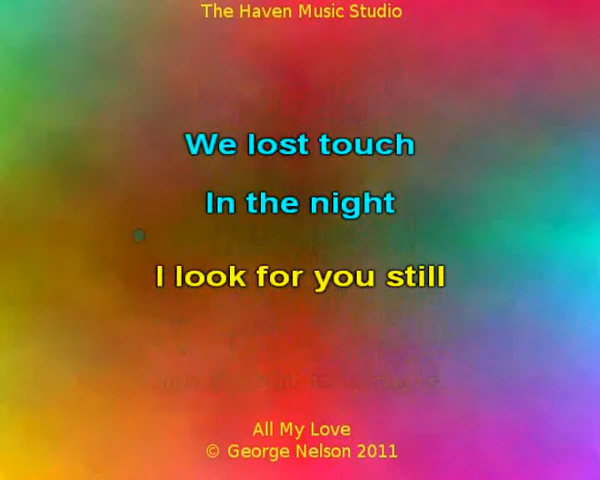 The Haven Music Studio
We lost touch
In the night
I look for you still
All My Love
© George Nelson 2011